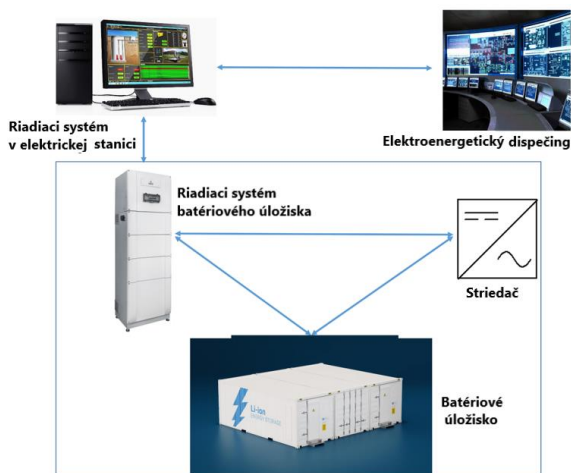 Riadiaci systém
v elektrickej stanici
Elektroenergetický dispečing
Riadiaci systém
batériového úložiska
Striedač
Li-ion
Batériové
úložisko